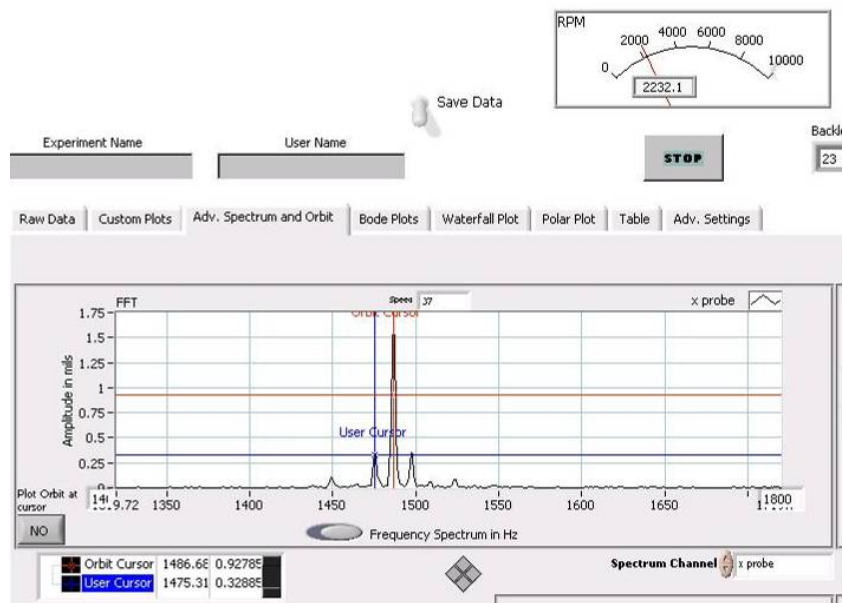 RPM
0 2000 4000 6000 8000 10000
2232.1
Save Data
Experiment Name User Name
STOP
23
Raw Data Custom Plots Adv. Spectrum and Orbit Bode Plots Waterfall Plot Polar Plot Table Adv. Settings
FFT Speed 37 x probe
Orbit Cursor
Amplitude in mils
1.75
1.5
1.25
1
0.75
0.5
0.25
0
User Cursor
Plot Orbit at cursor
1350 1400 1450 1500 1550 1600 1650 1800
NO
Frequency Spectrum in Hz
Orbit Cursor 1486.68 0.92785
User Cursor 1475.31 0.32885
Spectrum Channel x probe